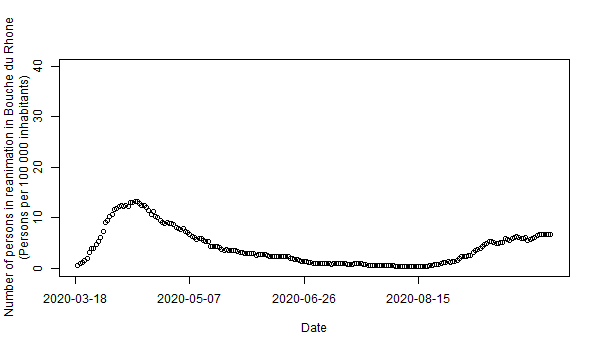 Number of persons in reanimation in Bouche du Rhone
(Persons per 100 000 inhabitants)
40
30
20
10
0
2020-03-18 2020-05-07 2020-06-26 2020-08-15
Date